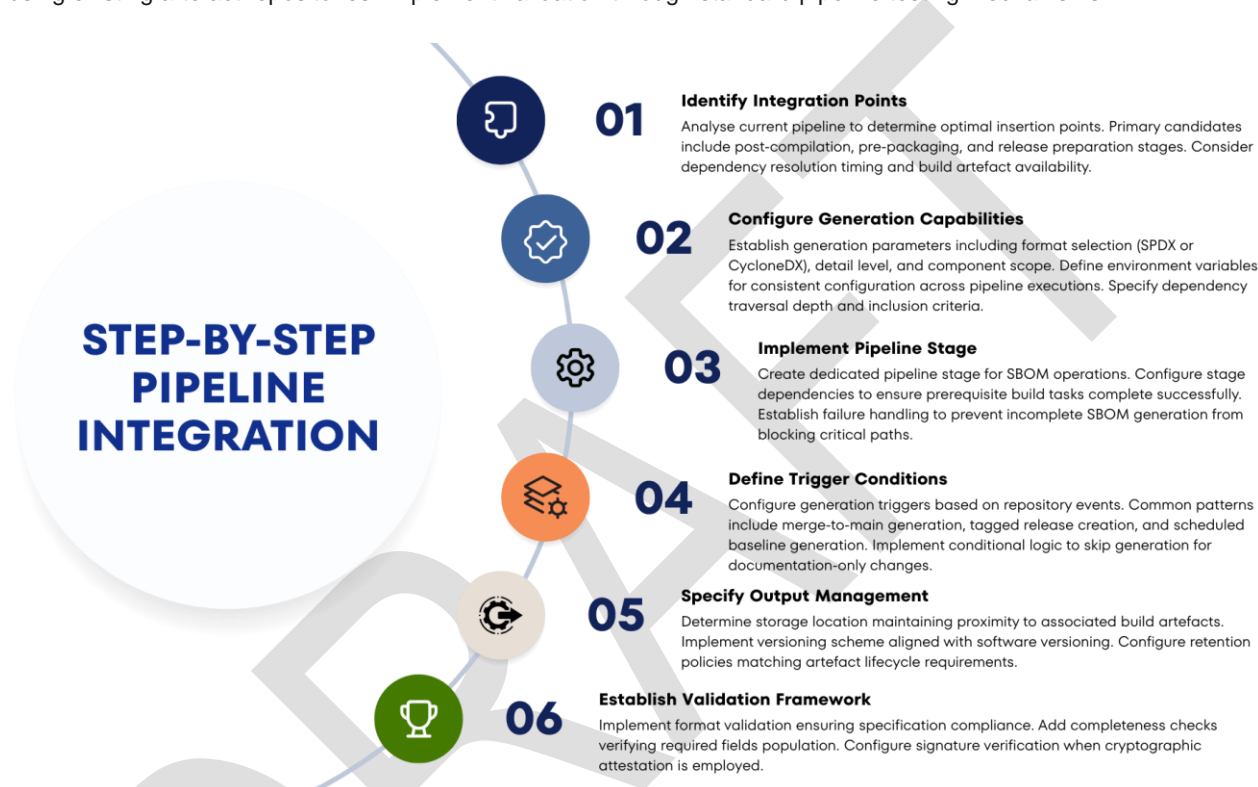 STEP-BY-STEP
PIPELINE
INTEGRATION
01
Identify Integration Points
Analyse current pipeline to determine optimal insertion points. Primary candidates
include post-compilation, pre-packaging, and release preparation stages. Consider
dependency resolution timing and build artefact availability.
02
Configure Generation Capabilities
Establish generation parameters including format selection (SPDX or
CycloneDX), detail level, and component scope. Define environment variables
for consistent configuration across pipeline executions. Specify dependency
traversal depth and inclusion criteria.
03
Implement Pipeline Stage
Create dedicated pipeline stage for SBOM operations. Configure stage
dependencies to ensure prerequisite build tasks complete successfully.
Establish failure handling to prevent incomplete SBOM generation from
blocking critical paths.
04
Define Trigger Conditions
Configure generation triggers based on repository events. Common patterns
include merge-to-main generation, tagged release creation, and scheduled
baseline generation. Implement conditional logic to skip generation for
documentation-only changes.
05
Specify Output Management
Determine storage location maintaining proximity to associated build artefacts.
Implement versioning scheme aligned with software versioning. Configure retention
policies matching artefact lifecycle requirements.
06
Establish Validation Framework
Implement format validation ensuring specification compliance. Add completeness checks
verifying required fields population. Configure signature verification when cryptographic
attestation is employed.
DRAFT